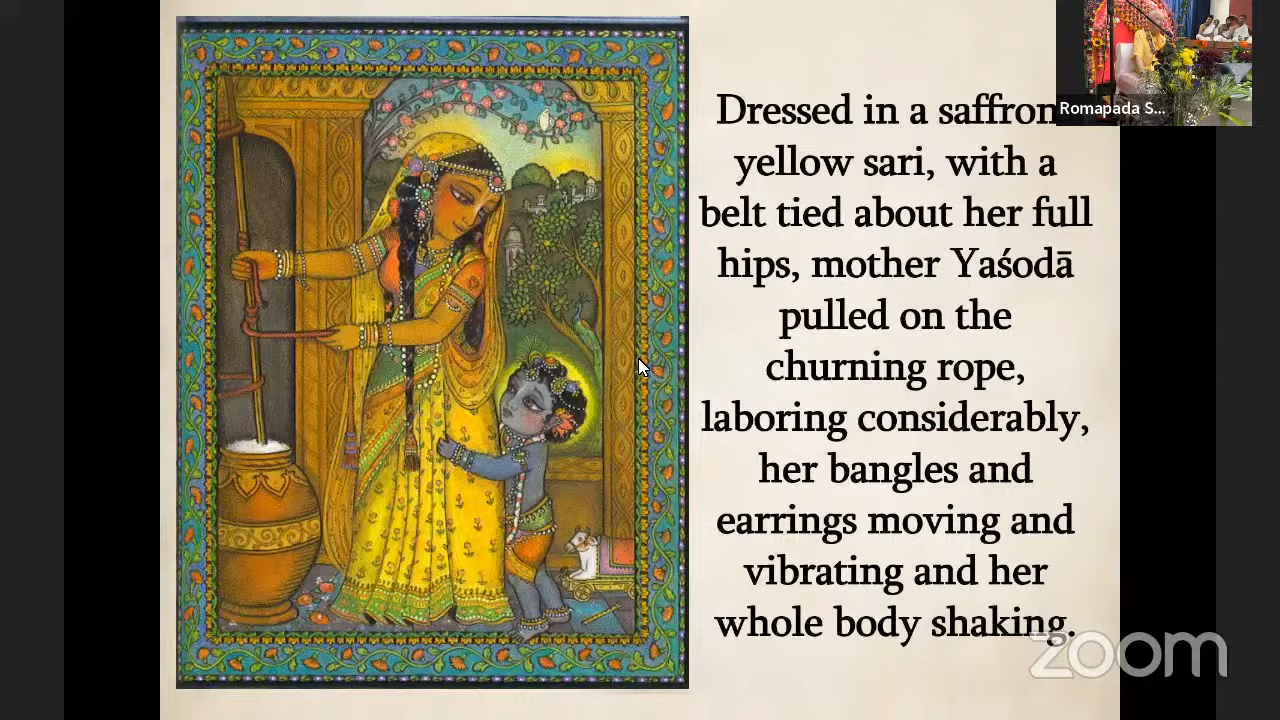 Dressed in a saffron
yellow sari, with a
belt tied about her full
hips, mother Yaśodā
pulled on the
churning rope,
laboring considerably,
her bangles and
earrings moving and
vibrating and her
whole body shaking.
Romapada S...
zoom